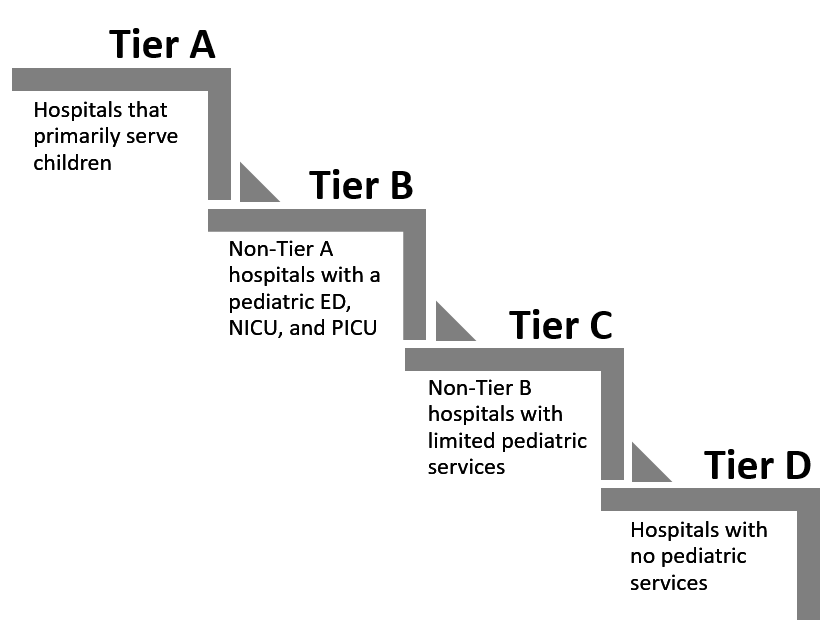 Tier A
Hospitals that
primarily serve
children
Tier B
Non-Tier A
hospitals with a
pediatric ED,
NICU, and PICU
Tier C
Non-Tier B
hospitals with
limited pediatric
services
Tier D
Hospitals with
no pediatric
services